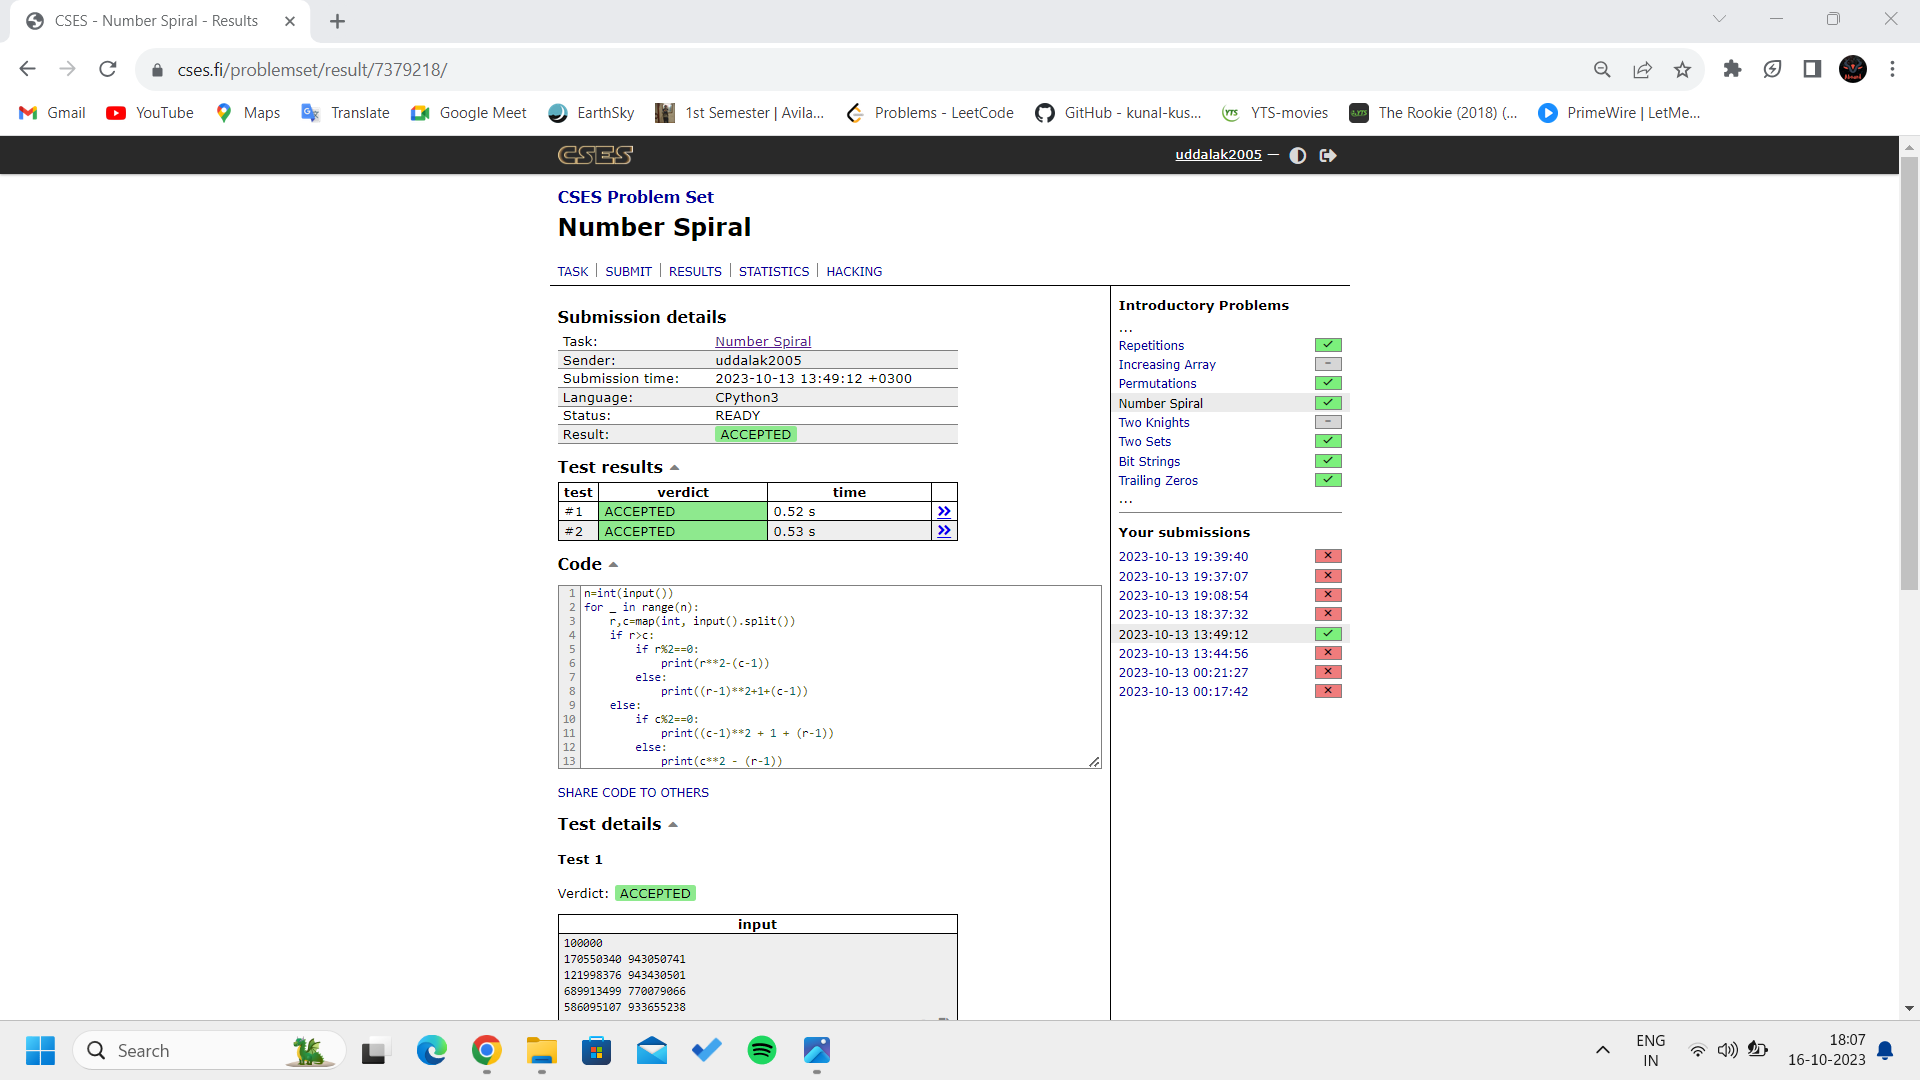 CSES - Number Spiral - Results
cses.fi/problemset/result/7379218/
Gmail YouTube Maps Translate Google Meet EarthSky 1st Semester | Avila... Problems - LeetCode GitHub - kunal-kus... YTS-movies The Rookie (2018) (... PrimeWire | LetMe...
CSES
uddalak2005 —
CSES Problem Set
Number Spiral
TASK | SUBMIT | RESULTS | STATISTICS | HACKING
Submission details
Task: Number Spiral
Sender: uddalak2005
Submission time: 2023-10-13 13:49:12 +0300
Language: CPython3
Status: READY
Result: ACCEPTED
Test results
test verdict time
#1 ACCEPTED 0.52 s »
#2 ACCEPTED 0.53 s »
Code
1 n=int(input())
2 for _ in range(n):
3     r,c=map(int, input().split())
4     if r>c:
5         if r%2==0:
6             print(r**2-(c-1))
7         else:
8             print((r-1)**2+1+(c-1))
9     else:
10         if c%2==0:
11             print((c-1)**2 + 1 + (r-1))
12         else:
13             print(c**2 - (r-1))
SHARE CODE TO OTHERS
Test details
Test 1
Verdict: ACCEPTED
input
100000
170550340 943050741
121998376 943430501
689913499 770079066
586095107 933655238
Introductory Problems
...
Repetitions
Increasing Array
Permutations
Number Spiral
Two Knights
Two Sets
Bit Strings
Trailing Zeros
...
Your submissions
2023-10-13 19:39:40
2023-10-13 19:37:07
2023-10-13 19:08:54
2023-10-13 18:37:32
2023-10-13 13:49:12
2023-10-13 13:44:56
2023-10-13 00:21:27
2023-10-13 00:17:42
Search
ENG
IN
18:07
16-10-2023